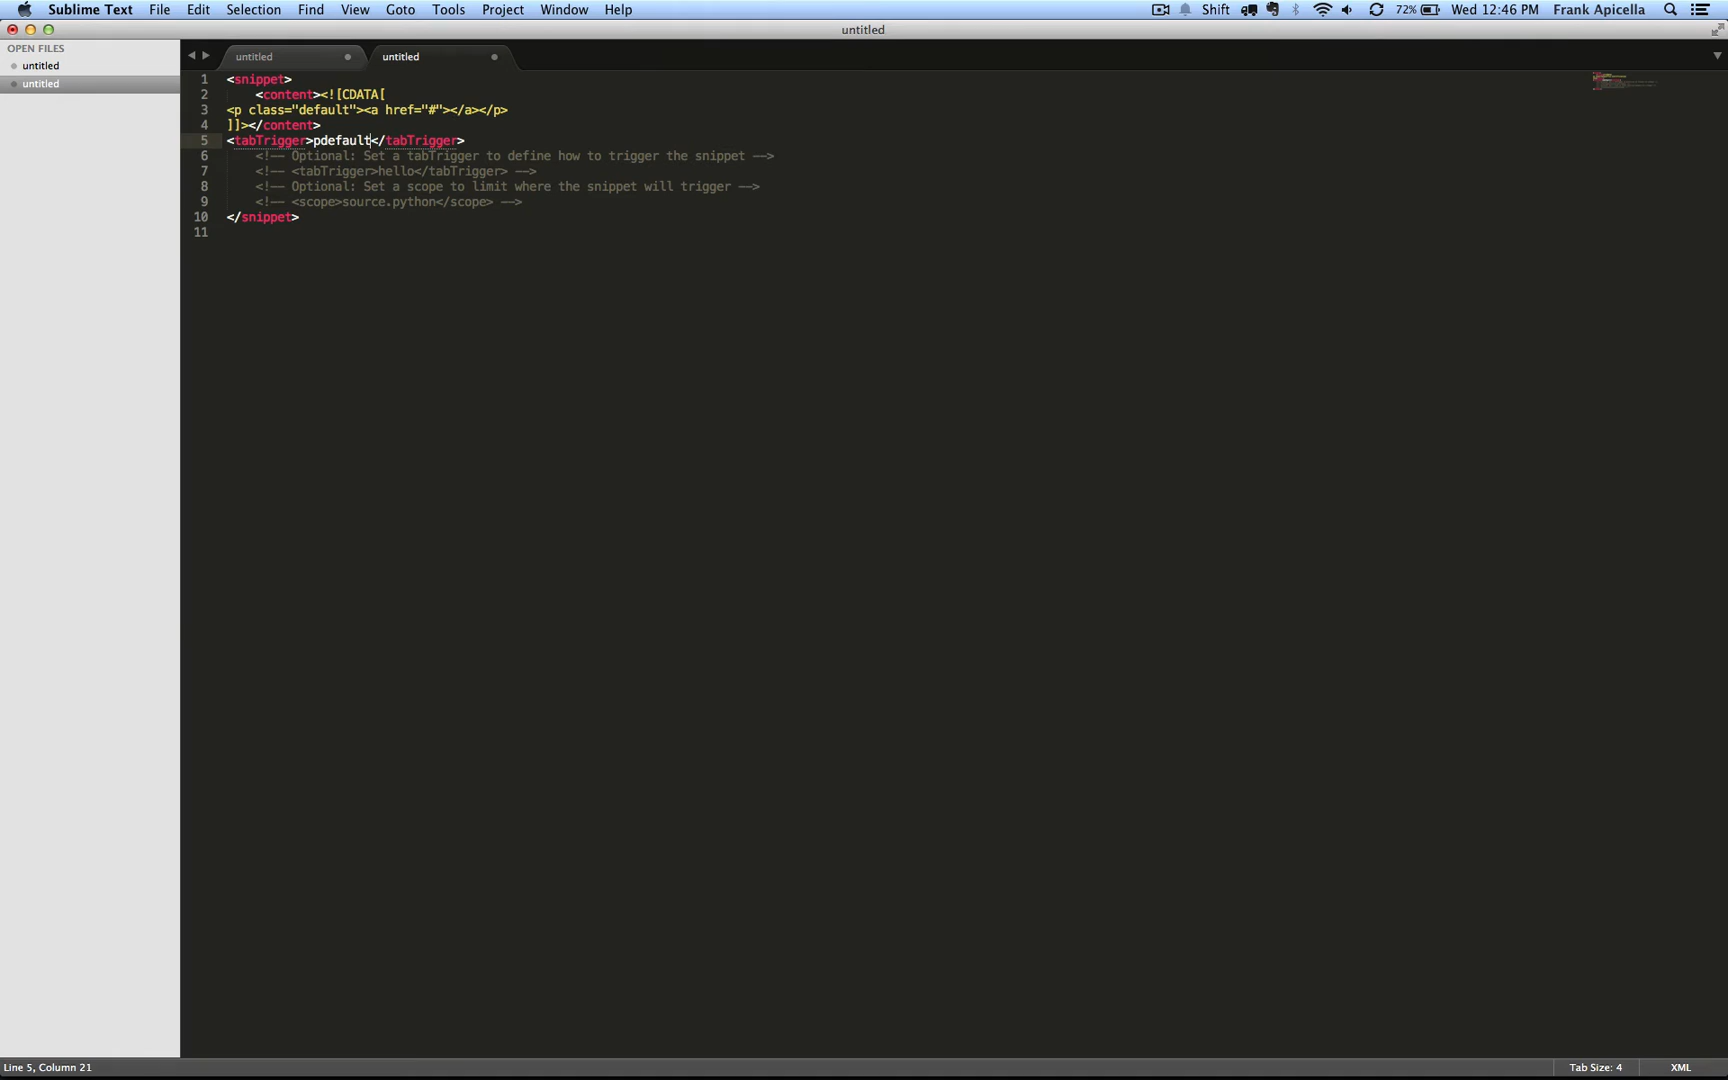 Sublime Text File Edit Selection Find View Goto Tools Project Window Help Shift 72% Wed 12:46 PM Frank Apicella
untitled
OPEN FILES
untitled
untitled
untitled
untitled
1 <snippet>
2 <content><![CDATA[
3 <p class="default"><a href="#"></a></p>
4 ]]></content>
5 <tabTrigger>pdefault</tabTrigger>
6 <!-- Optional: Set a tabTrigger to define how to trigger the snippet -->
7 <!-- <tabTrigger>hello</tabTrigger> -->
8 <!-- Optional: Set a scope to limit where the snippet will trigger -->
9 <!-- <scope>source.python</scope> -->
10 </snippet>
11
Line 5, Column 21
Tab Size: 4
XML